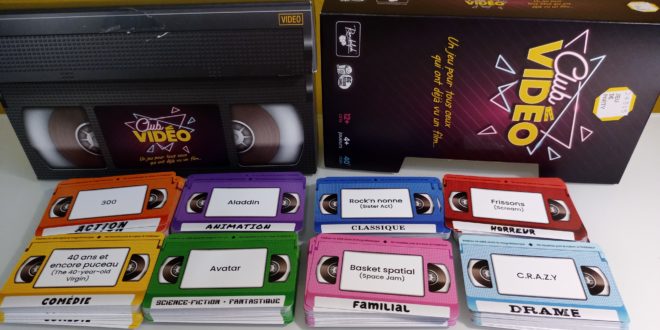 VIDÉO
Club
VIDÉO
Un jeu pour tous ceux
qui ont déjà vu un film...
Club
VIDÉO
Un jeu pour tous ceux
qui ont déjà vu un film...
12+
4+
40
300
ACTION
Aladdin
ANIMATION
Rock'n nonne
(Sister Act)
CLASSIQUE
Frissons
(Scream)
HORREUR
40 ans et
encore puceau
(The 40-year-old
Virgin)
COMÉDIE
Avatar
SCIENCE-FICTION - FANTASTIQUE
Basket spatial
(Space Jam)
FAMILIAL
C.R.A.Z.Y
DRAME